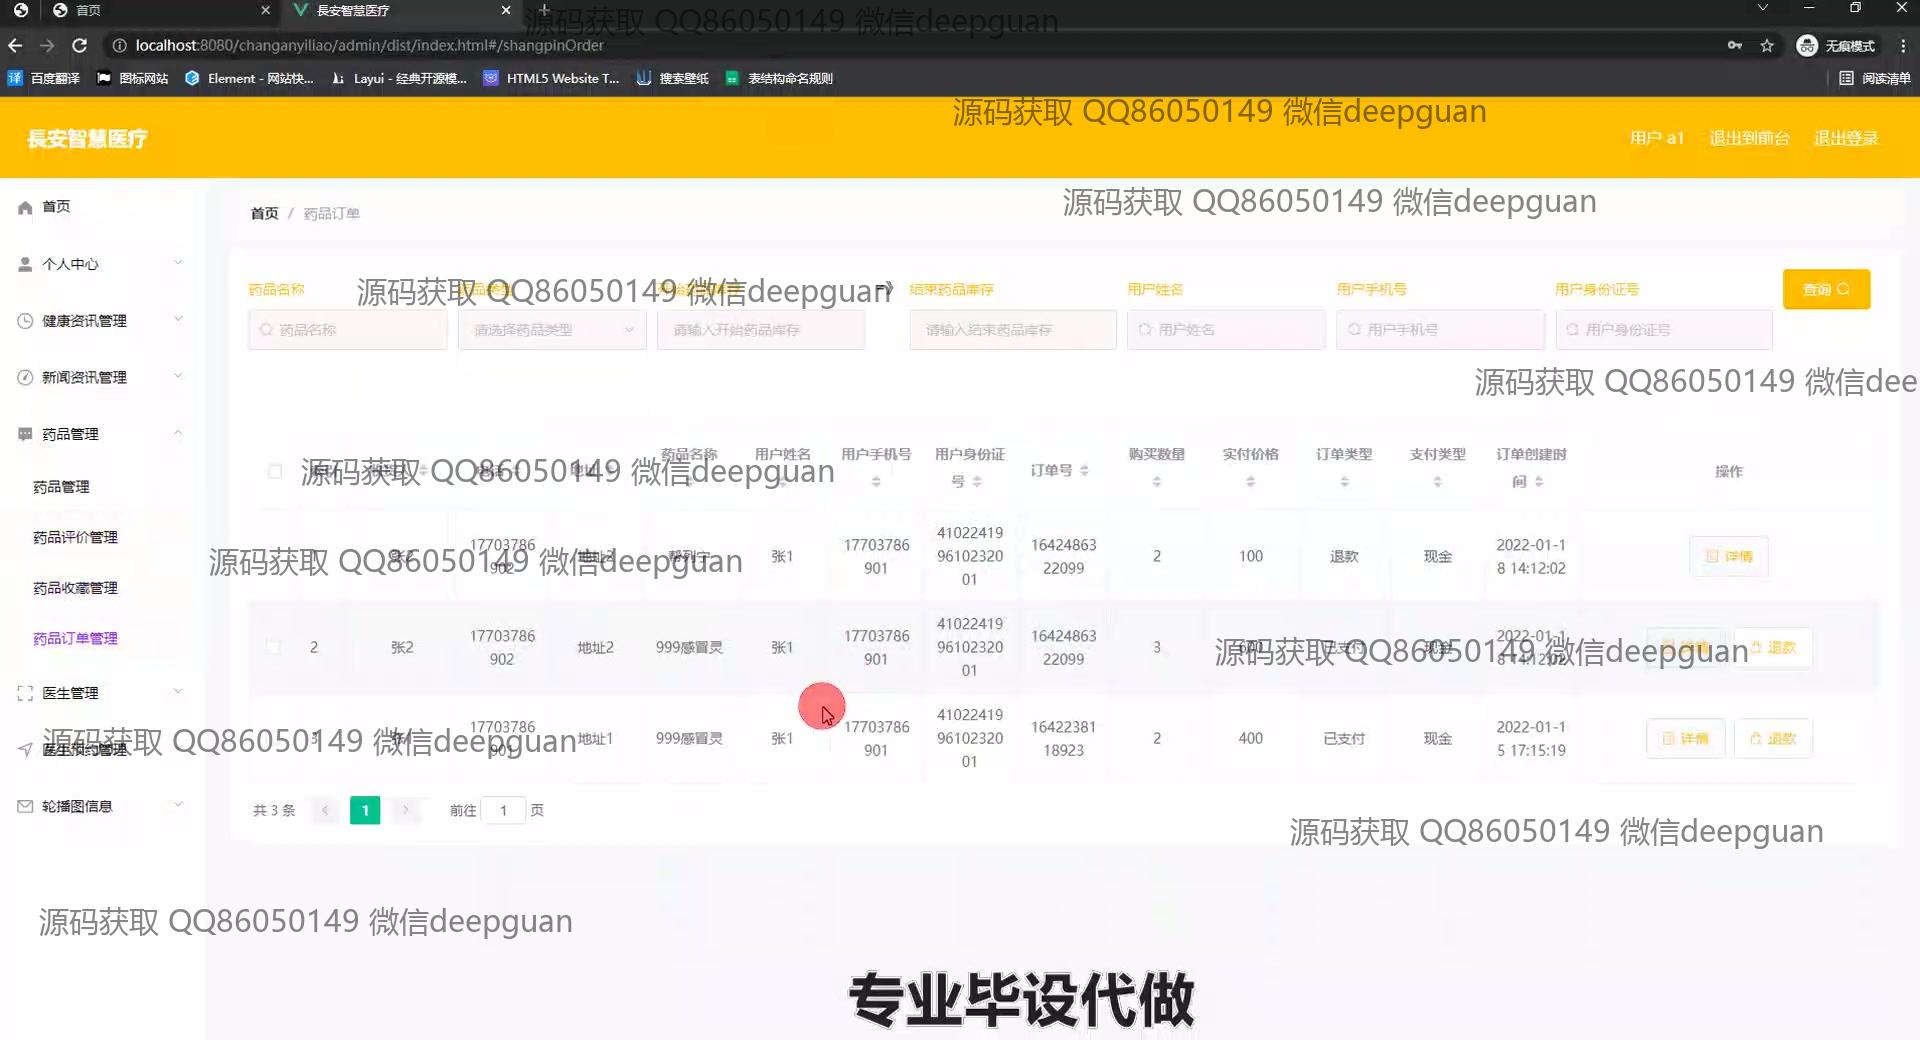 首页
長安智慧医疗
源码获取 QQ86050149 微信deepguan
localhost:8080/changanyiliao/admin/dist/index.html#/shangpinOrder
无痕模式
百度翻译 图标网站 Element - 网站快... Layui - 经典开源模... HTML5 Website T... 搜索壁纸 表结构命名规则 阅读清单
源码获取 QQ86050149 微信deepguan
長安智慧医疗
用户 a1 退出到前台 退出登录
源码获取 QQ86050149 微信deepguan
首页
首页 / 药品订单
个人中心
健康资讯管理
新闻资讯管理
药品管理
药品管理
药品评价管理
药品收藏管理
药品订单管理
医生管理
轮播图信息
源码获取 QQ86050149 微信deepguan
药品名称 结束药品库存 用户姓名 用户手机号 用户身份证号 查询
药品名称 请选择药品类型 请输入开始药品库存 请输入结束药品库存 用户姓名 用户手机号 用户身份证号
源码获取 QQ86050149 微信dee
药品名称 用户姓名 用户手机号 用户身份证号 订单号 购买数量 实付价格 订单类型 支付类型 订单创建时间 操作
源码获取 QQ86050149 微信deepguan
17703786902 张1 17703786901 410224199610232001 1642486322099 2 100 退款 现金 2022-01-18 14:12:02 详情
源码获取 QQ86050149 微信deepguan
2 张2 17703786902 地址2 999感冒灵 张1 17703786901 410224199610232001 1642486322099 3 现金 2022-01-18 14:12:02 退款
源码获取 QQ86050149 微信deepguan
17703786901 地址1 999感冒灵 张1 17703786901 410224199610232001 1642238118923 2 400 已支付 现金 2022-01-15 17:15:19 详情 退款
源码获取 QQ86050149 微信deepguan
共 3 条 1 前往 1 页
源码获取 QQ86050149 微信deepguan
源码获取 QQ86050149 微信deepguan
专业毕设代做